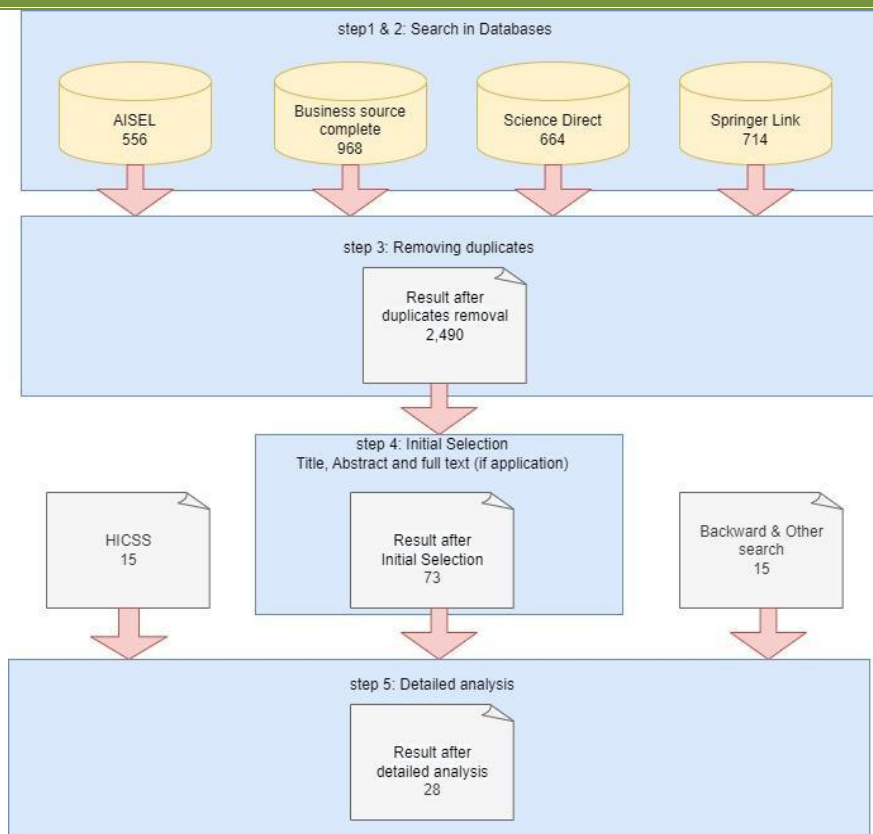 step1 & 2: Search in Databases
AISEL
556
Business source
complete
968
Science Direct
664
Springer Link
714
step 3: Removing duplicates
Result after
duplicates removal
2,490
step 4: Initial Selection
Title, Abstract and full text (if application)
HICSS
15
Result after
Initial Selection
73
Backward & Other
search
15
step 5: Detailed analysis
Result after
detailed analysis
28